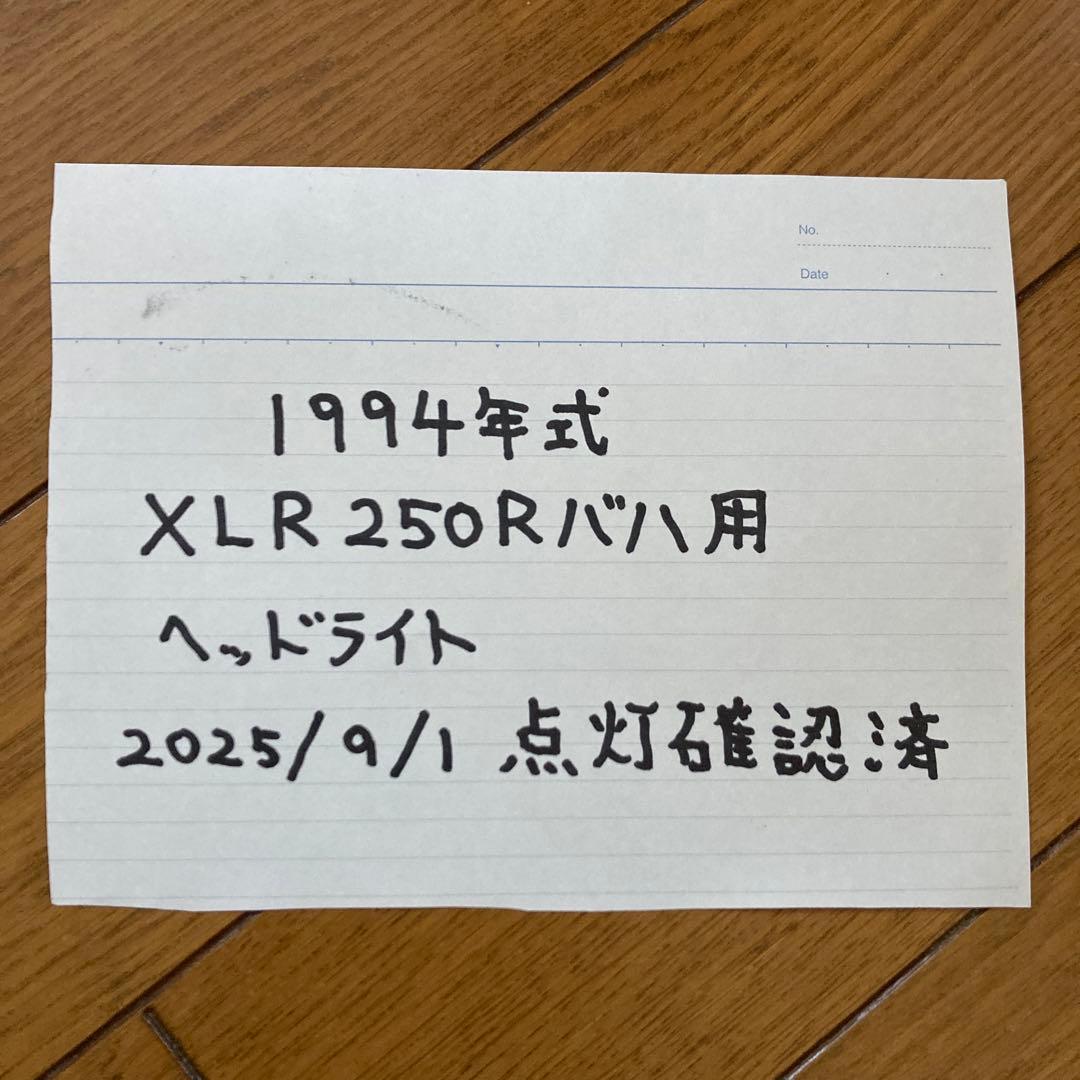 No.
Date
1994年式
XLR250Rバハ用
ヘッドライト
2025/9/1 点灯確認済